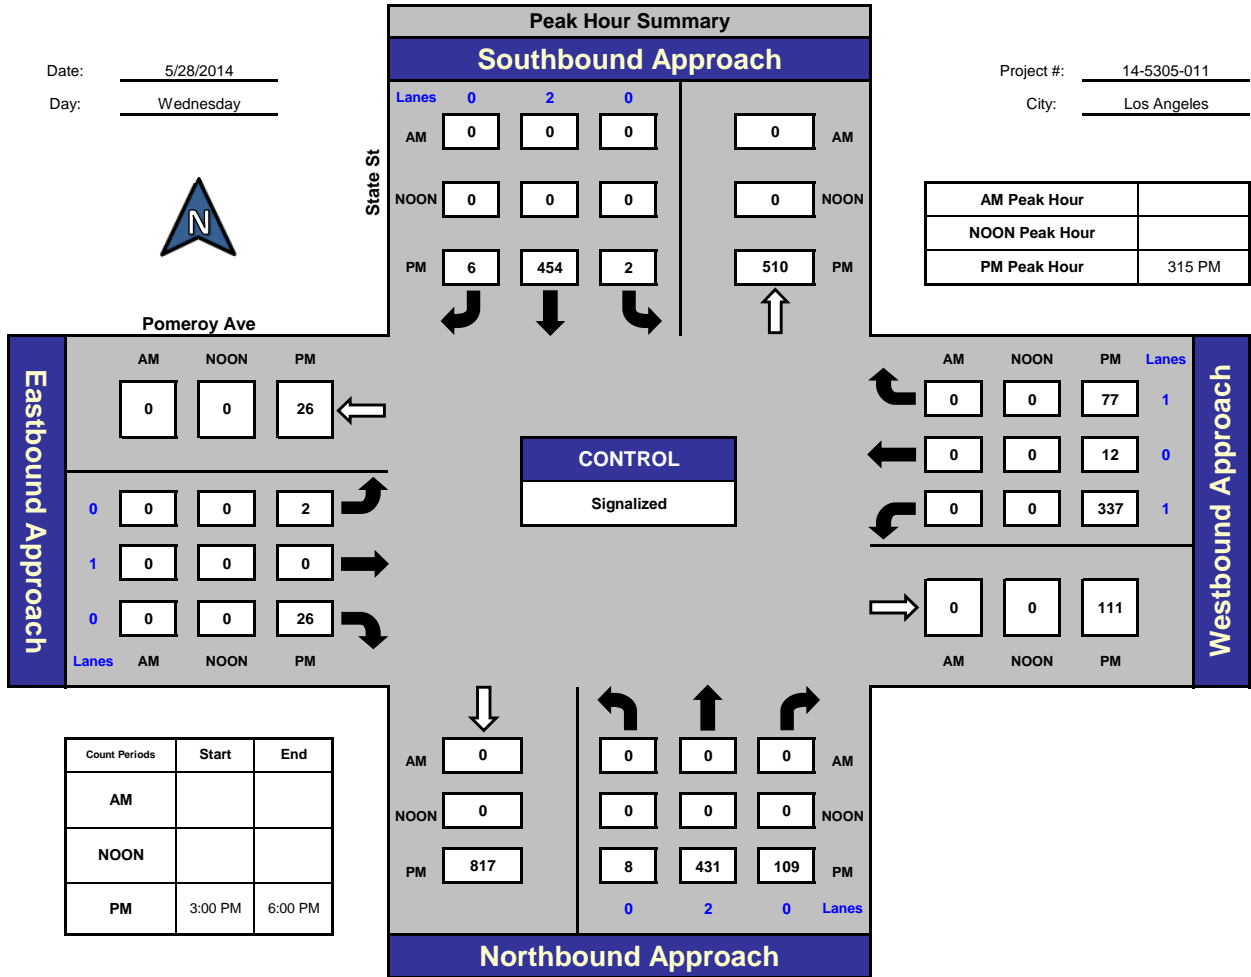 Peak Hour Summary
Southbound Approach
Date: 5/28/2014
Day: Wednesday
Project #: 14-5305-011
City: Los Angeles
N
State St
Lanes 0 2 0
AM 0 0 0 0 AM
NOON 0 0 0 0 NOON
PM 6 454 2 510 PM
AM Peak Hour
NOON Peak Hour
PM Peak Hour 315 PM
Pomeroy Ave
Eastbound Approach
AM NOON PM
0 0 26
0 0 0 2
1 0 0 0
0 0 0 26
Lanes AM NOON PM
CONTROL
Signalized
AM NOON PM Lanes
0 0 77 1
0 0 12 0
0 0 337 1
0 0 111
AM NOON PM
Westbound Approach
Count Periods Start End
AM
NOON
PM 3:00 PM 6:00 PM
AM 0 0 0 0 AM
NOON 0 0 0 0 NOON
PM 817 8 431 109 PM
0 2 0 Lanes
Northbound Approach